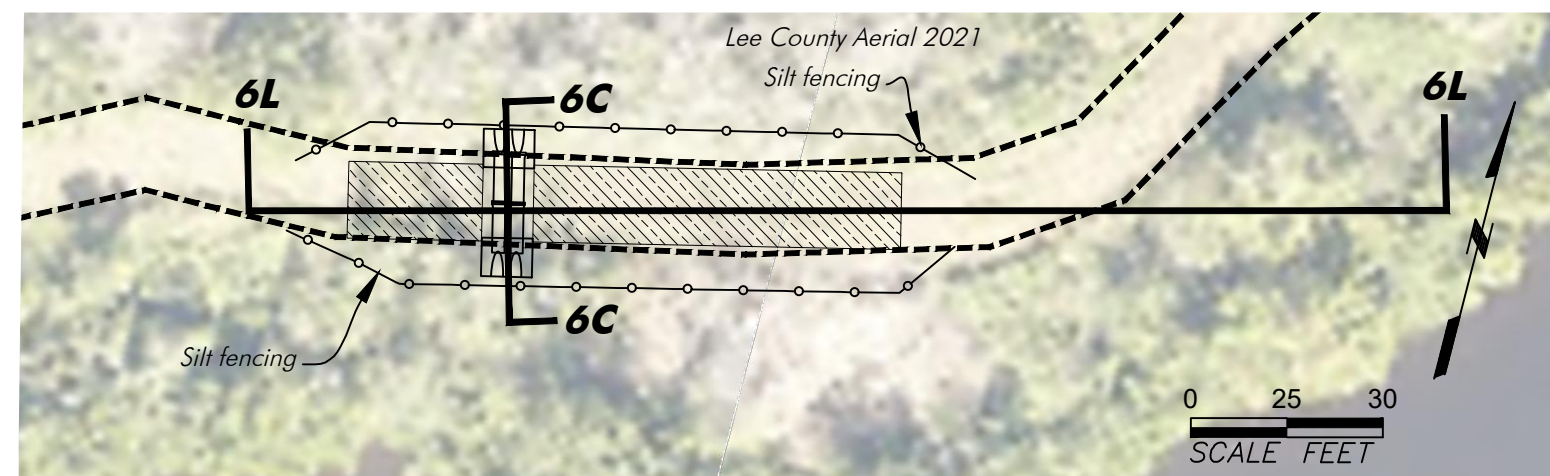 Lee County Aerial 2021
Silt fencing
6L
6C
6L
6C
Silt fencing
0 25 30
SCALE FEET